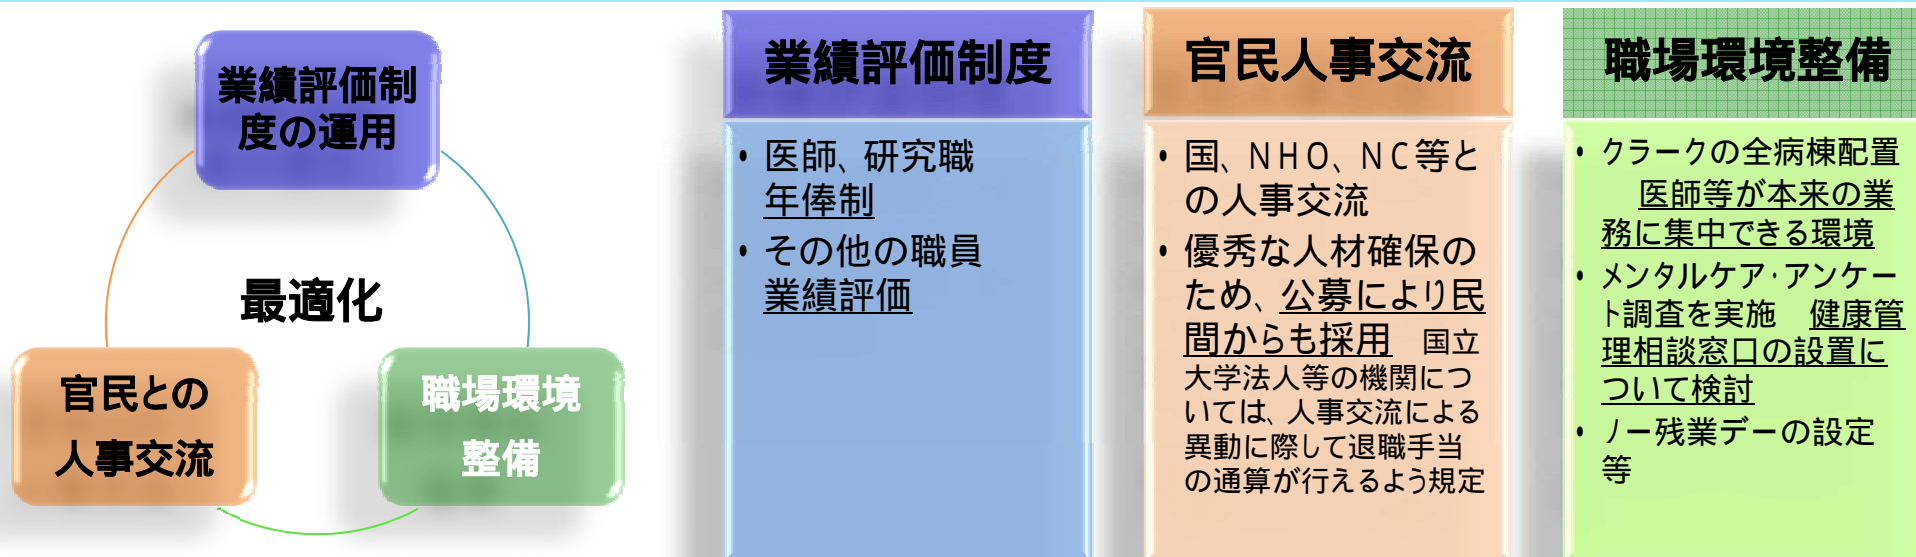 業績評価制
度の運用
最適化
官民との
人事交流
職場環境
整備
業績評価制度
・医師、研究職
年俸制
・その他の職員
業績評価
官民人事交流
・国、NHO、NC等と
の人事交流
・優秀な人材確保の
ため、公募により民
間からも採用　国立
大学法人等の機関につ
いては、人事交流による
異動に際して退職手当
の通算が行えるよう規定
職場環境整備
・クラークの全病棟配置
医師等が本来の業
務に集中できる環境
・メンタルケア・アンケー
ト調査を実施　健康管
理相談窓口の設置に
ついて検討
・ノー残業デーの設定
等